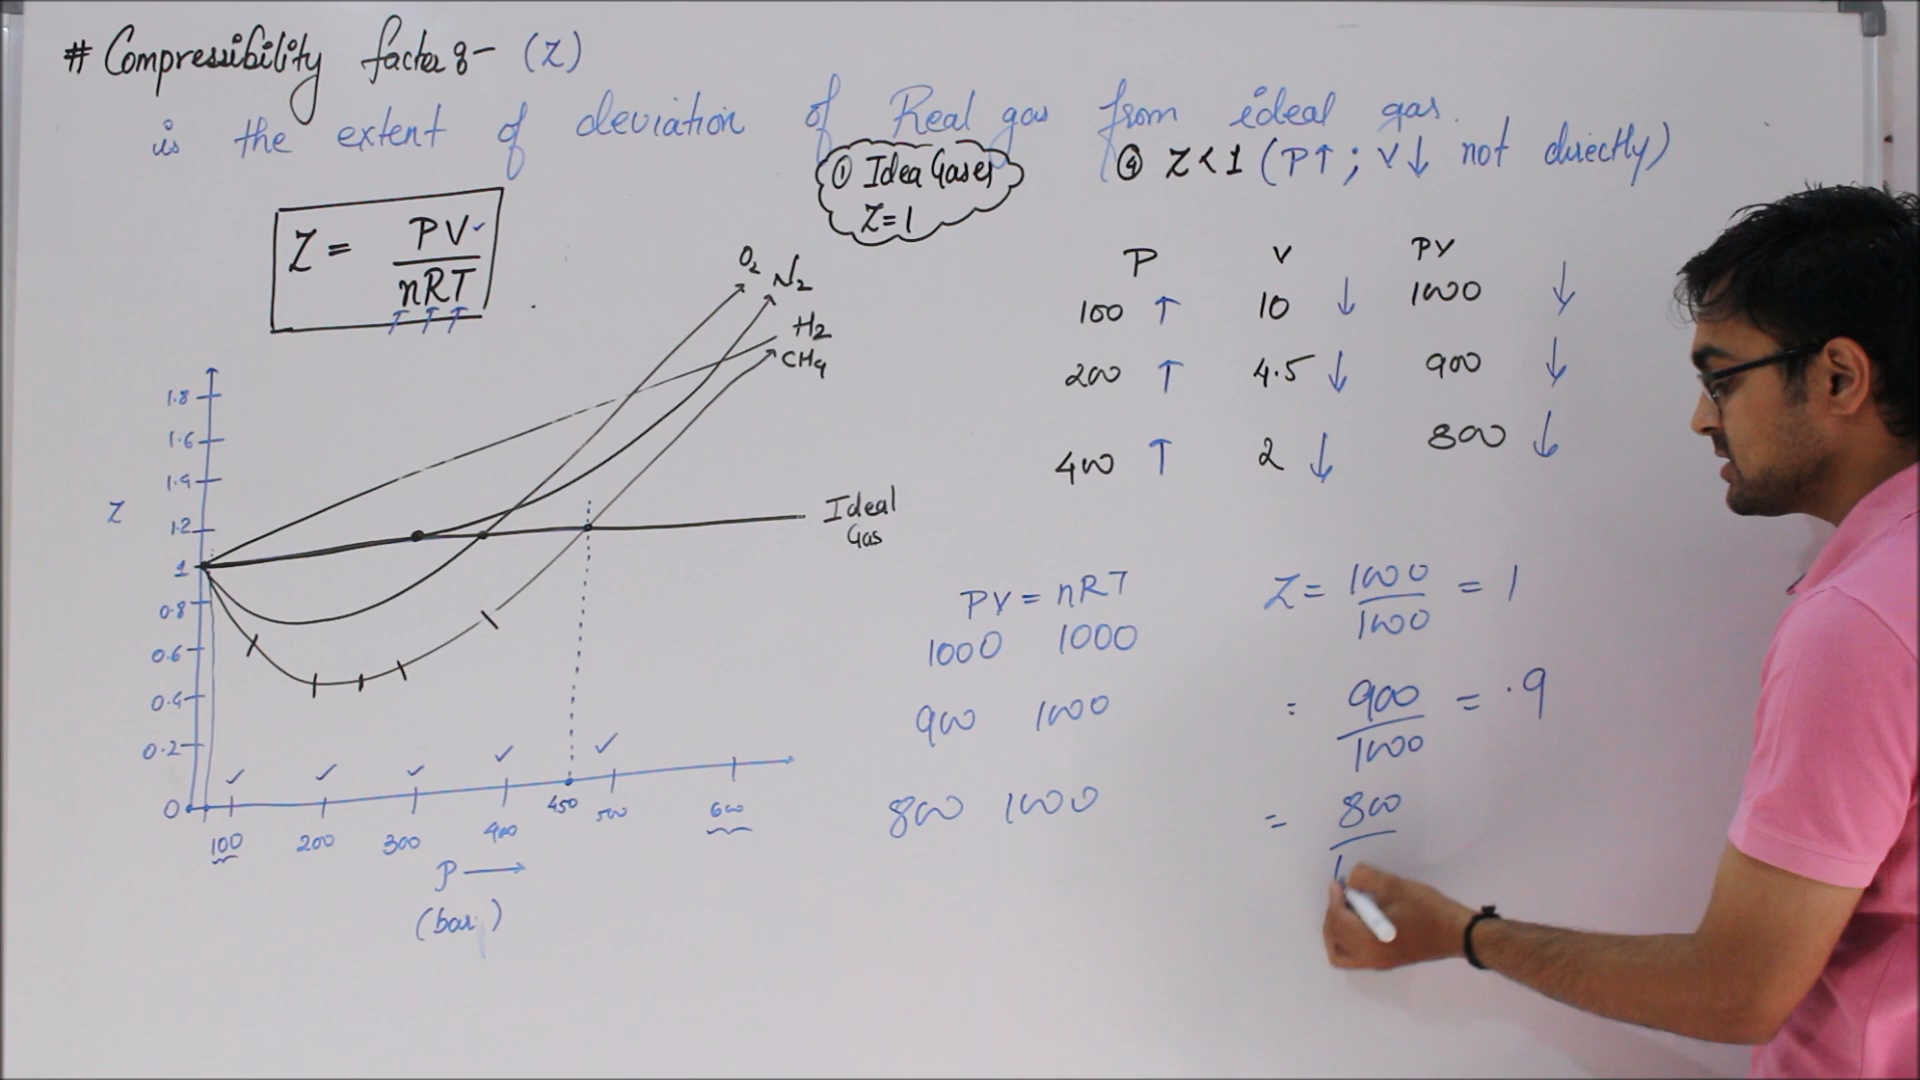 # Compressibility factor :- (Z)
is the extent of deviation of Real gas from ideal gas.
① Idea Gases
Z=1
④ Z<1 (P↑ ; V↓ not directly)
Z = PV / nRT
P V PV
100 ↑ 10 ↓ 1000 ↓
200 ↑ 4.5 ↓ 900 ↓
400 ↑ 2 ↓ 800 ↓
O2 N2
H2
CH4
Ideal
Gas
Z
1.8
1.6
1.4
1.2
1
0.8
0.6
0.4
0.2
0
100 200 300 400 450 500 600
P →
(bar)
PV = nRT
1000 1000
900 1000
800 1000
Z = 1000 / 1000 = 1
= 900 / 1000 = .9
= 800 / 1